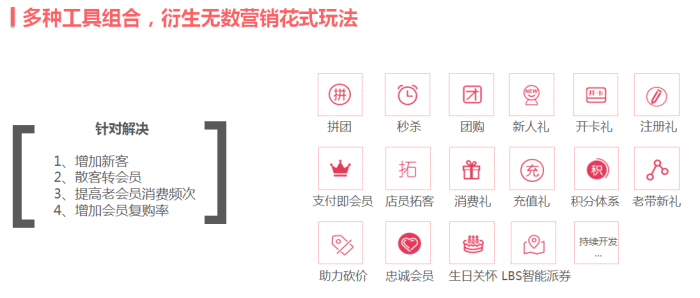 多种工具组合，衍生无数营销花式玩法
针对解决
1、增加新客
2、散客转会员
3、提高老会员消费频次
4、增加会员复购率
拼 团 NEW 开·卡
拼团 秒杀 团购 新人礼 开卡礼 注册礼
拓 充 积
支付即会员 店员拓客 消费礼 充值礼 积分体系 老带新礼
持续开发
...
助力砍价 忠诚会员 生日关怀 LBS智能派券